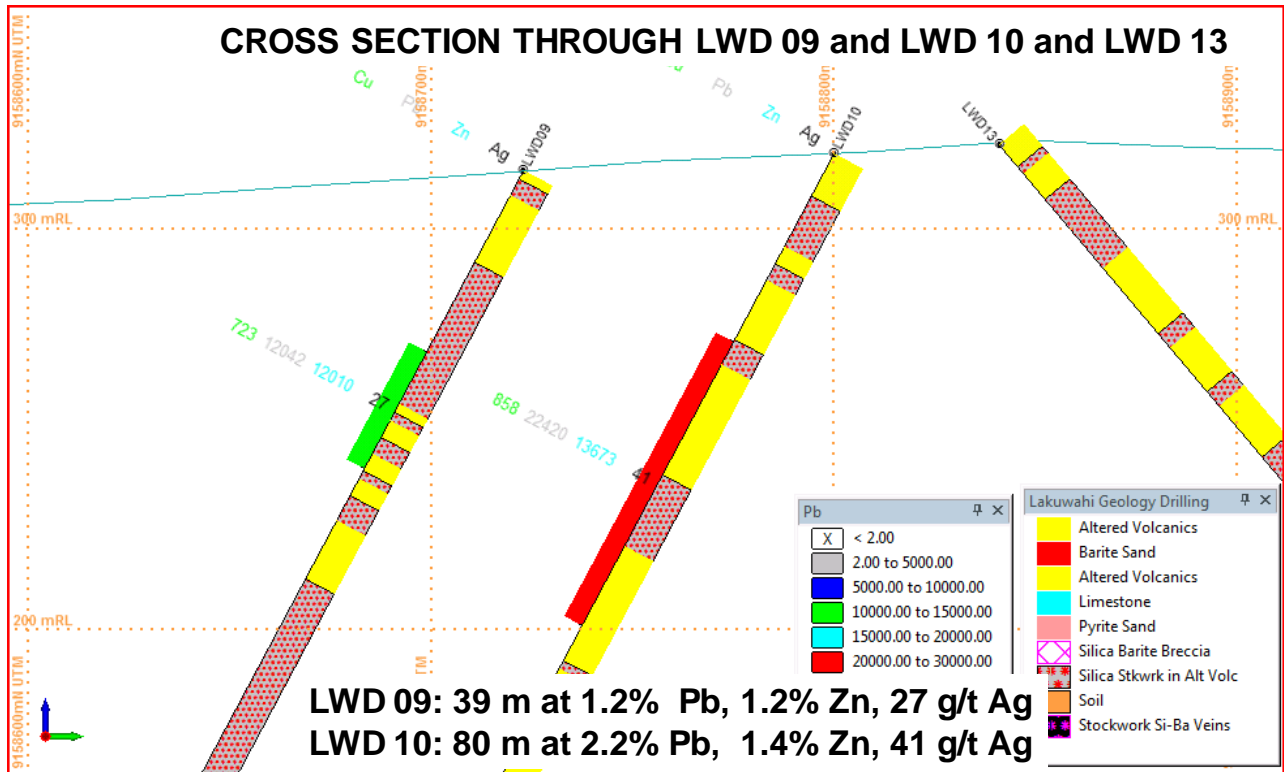 CROSS SECTION THROUGH LWD 09 and LWD 10 and LWD 13
9158600mN UTM
9158700m
9158800m
9158900m
Cu
Zn
Ag
LWD09
Pb
Zn
Ag
LWD10
LWD13
300 mRL
300 mRL
723 12042 12010 27
858 22420 13673 41
200 mRL
9158600mN UTM
TM
Pb
X < 2.00
2.00 to 5000.00
5000.00 to 10000.00
10000.00 to 15000.00
15000.00 to 20000.00
20000.00 to 30000.00
Lakuwahi Geology Drilling
Altered Volcanics
Barite Sand
Altered Volcanics
Limestone
Pyrite Sand
Silica Barite Breccia
Silica Stkwrk in Alt Volc
Soil
Stockwork Si-Ba Veins
LWD 09: 39 m at 1.2% Pb, 1.2% Zn, 27 g/t Ag
LWD 10: 80 m at 2.2% Pb, 1.4% Zn, 41 g/t Ag